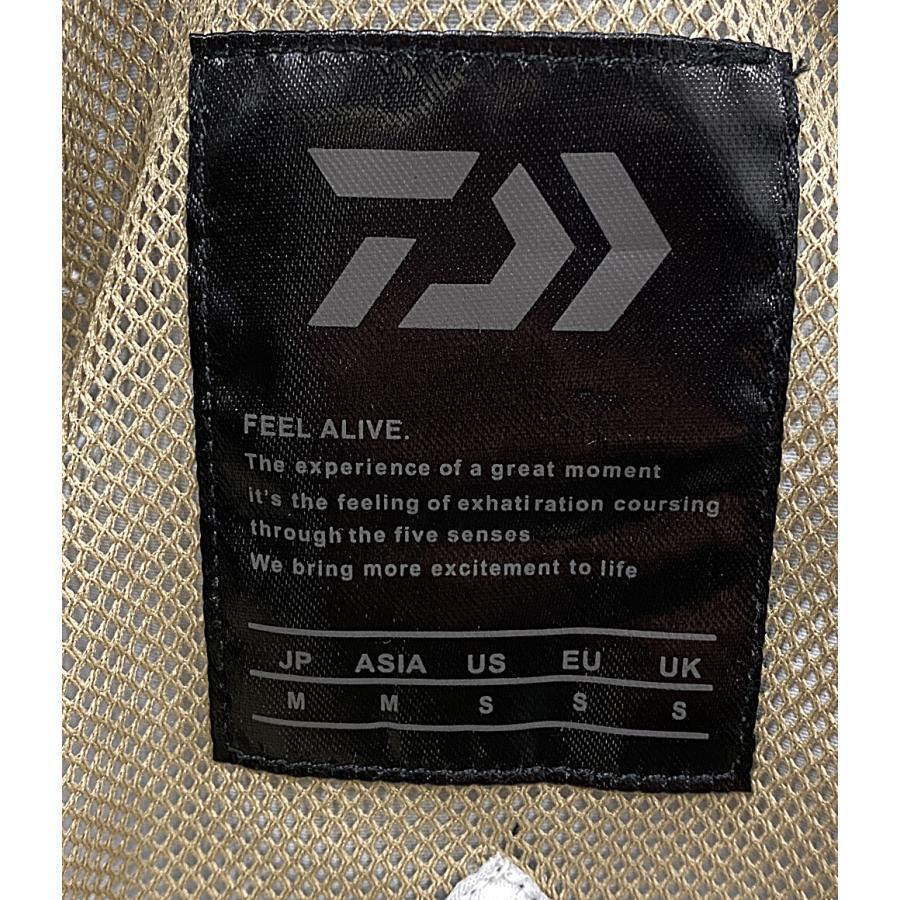 FEEL ALIVE.
The experience of a great moment
it's the feeling of exhatiration coursing
through the five senses
We bring more excitement to life
JP ASIA US EU UK
M M S S S